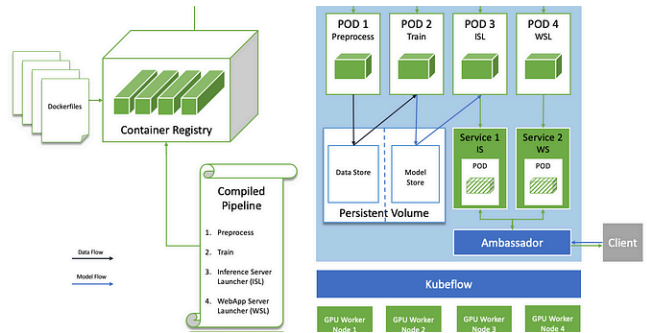 Dockerfiles
Container Registry
Compiled
Pipeline
1. Preprocess
2. Train
3. Inference Server
Launcher (ISL)
4. WebApp Server
Launcher (WSL)
Data Flow
Model Flow
POD 1
Preprocess
POD 2
Train
POD 3
ISL
POD 4
WSL
Data Store
Model
Store
Persistent Volume
Service 1
IS
POD
Service 2
WS
POD
Ambassador
Client
Kubeflow
GPU Worker
Node 1
GPU Worker
Node 2
GPU Worker
Node 3
GPU Worker
Node 4